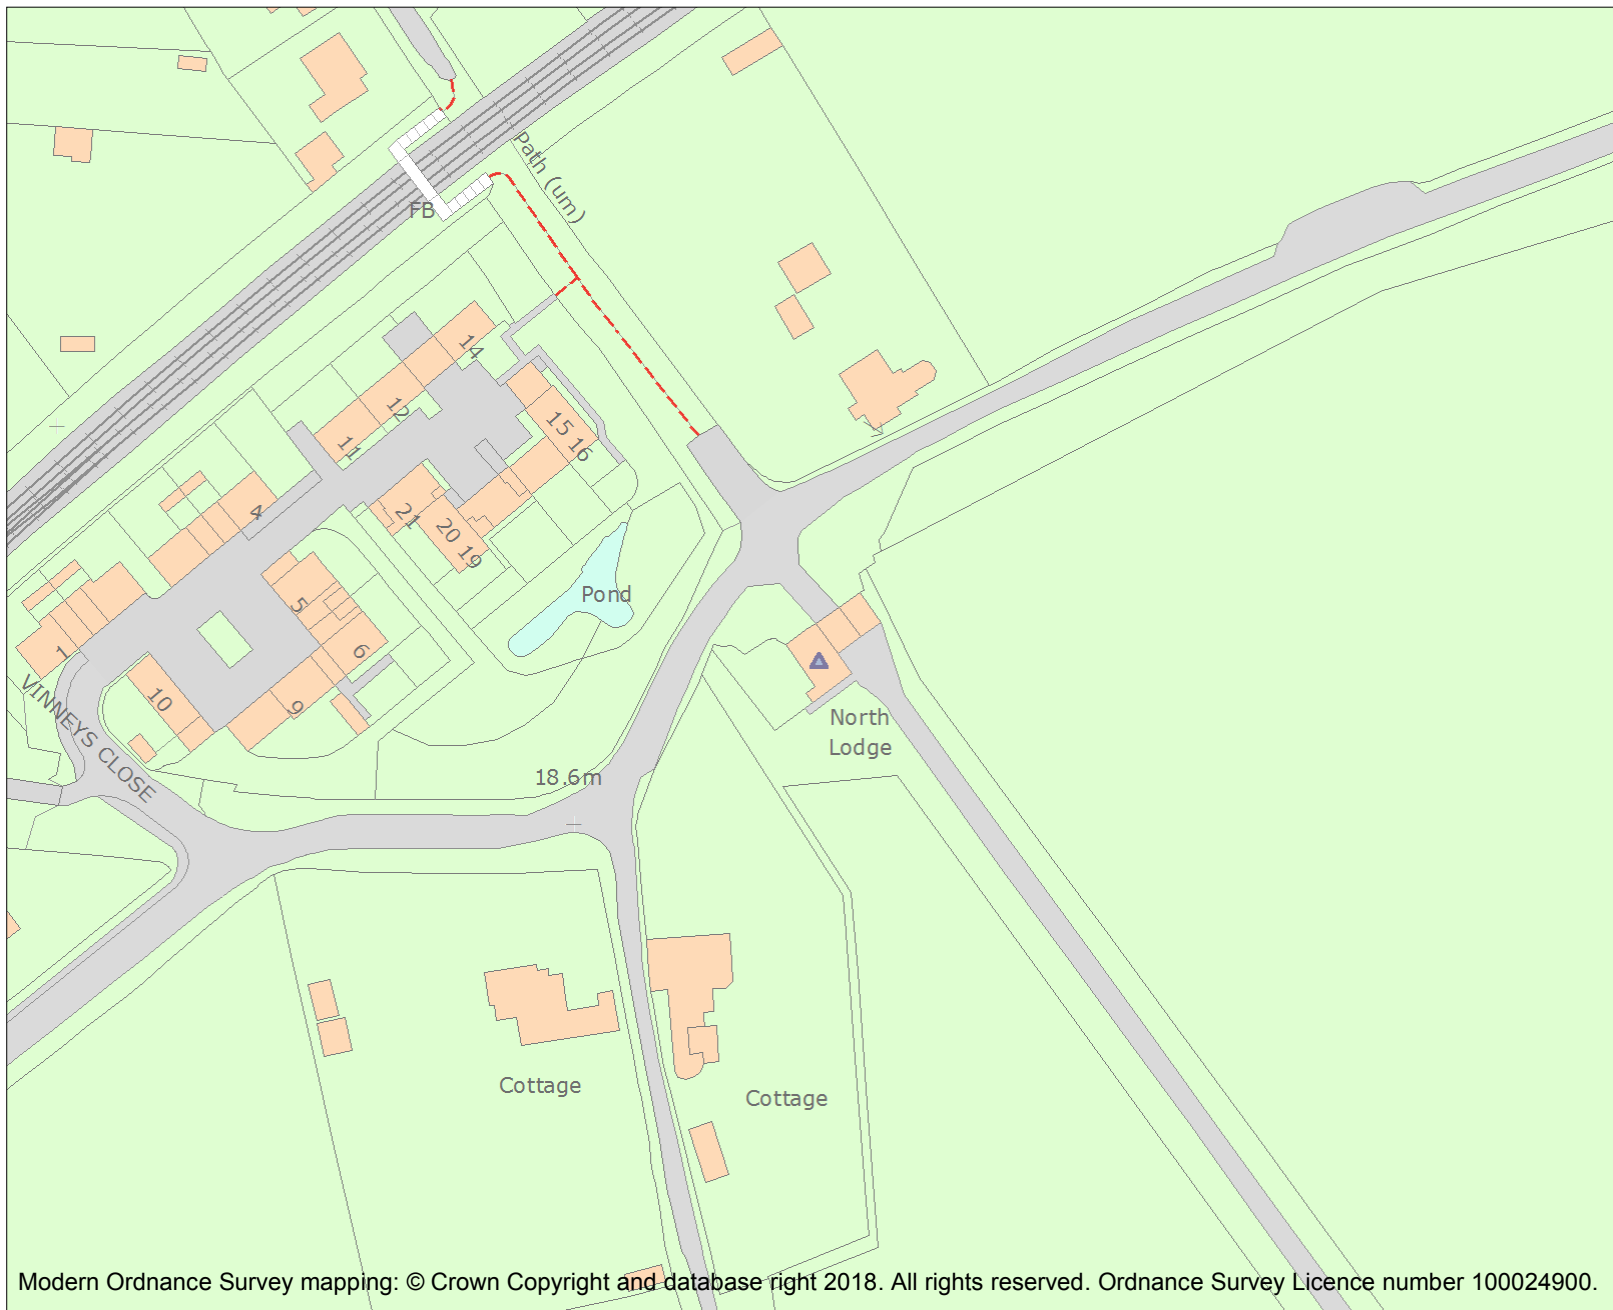 Path (um)
FB
14
12
11
15
16
4
21
20
19
Pond
5
1
6
10
9
VINNEYS CLOSE
North
Lodge
18.6m
Cottage
Cottage
Modern Ordnance Survey mapping: © Crown Copyright and database right 2018. All rights reserved. Ordnance Survey Licence number 100024900.